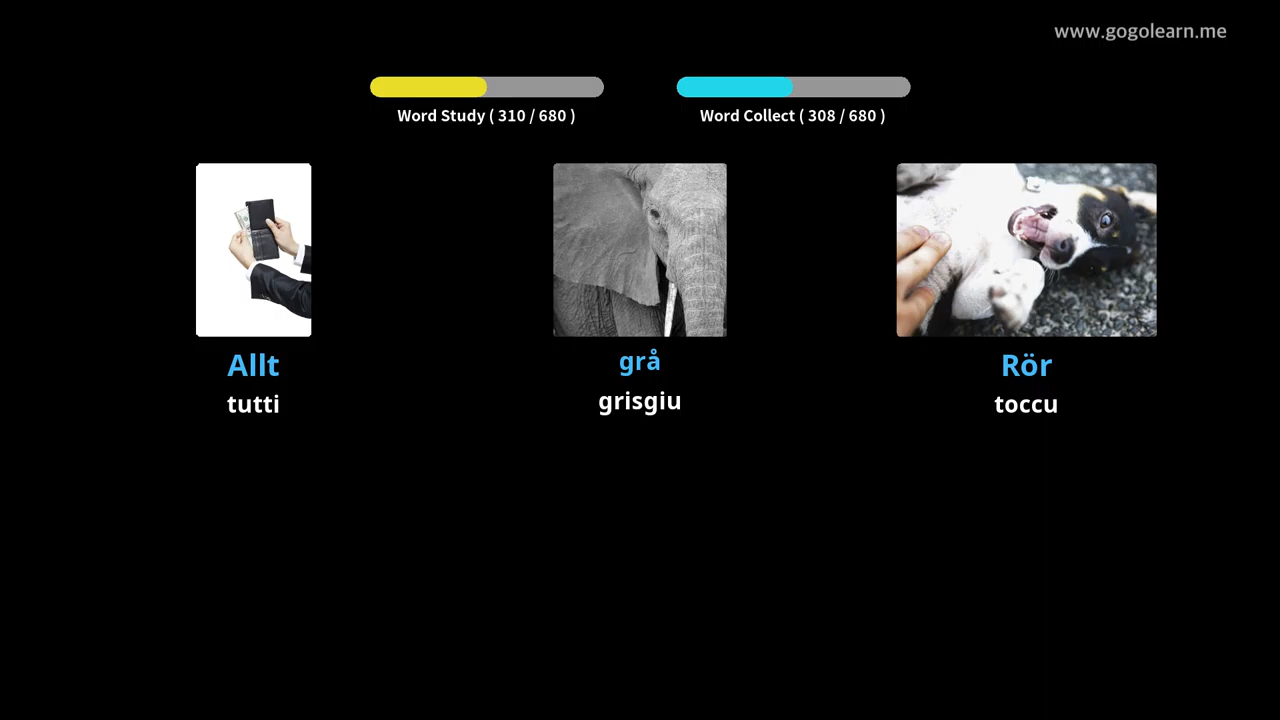 www.gogolearn.me
Word Study ( 310 / 680 )
Word Collect ( 308 / 680 )
Allt
tutti
grå
grisgiu
Rör
toccu